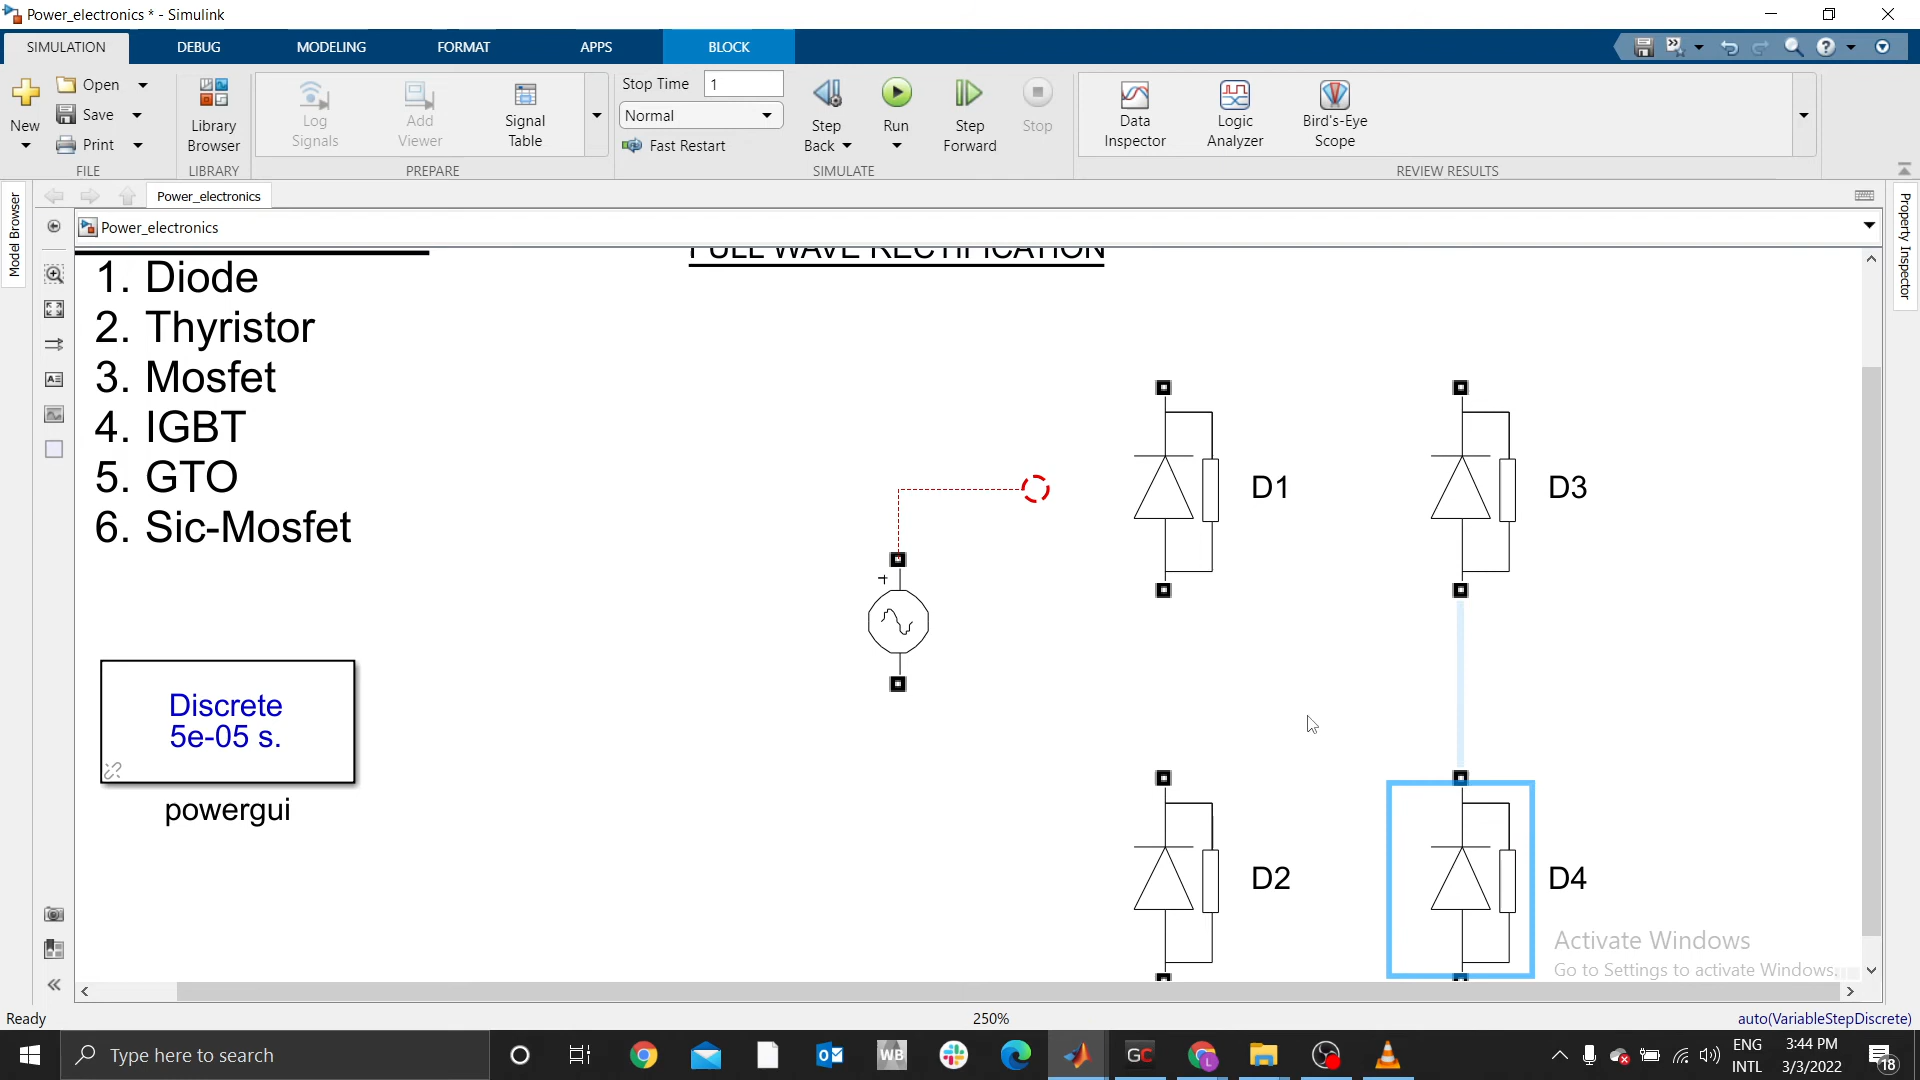 Power_electronics * - Simulink
SIMULATION
DEBUG
MODELING
FORMAT
APPS
BLOCK
New
Open
Save
Print
FILE
Library
Browser
LIBRARY
Log
Signals
Add
Viewer
Signal
Table
PREPARE
Stop Time
1
Normal
Fast Restart
Step
Back
Run
Step
Forward
Stop
SIMULATE
Data
Inspector
Logic
Analyzer
Bird's-Eye
Scope
REVIEW RESULTS
Model Browser
Power_electronics
Power_electronics
Property Inspector
FULL WAVE RECTIFICATION
1. Diode
2. Thyristor
3. Mosfet
4. IGBT
5. GTO
6. Sic-Mosfet
D1
D3
+
Discrete
5e-05 s.
powergui
D2
D4
Activate Windows
Go to Settings to activate Windows.
Ready
250%
auto(VariableStepDiscrete)
Type here to search
WB
GC
L
ENG
INTL
3:44 PM
3/3/2022
18